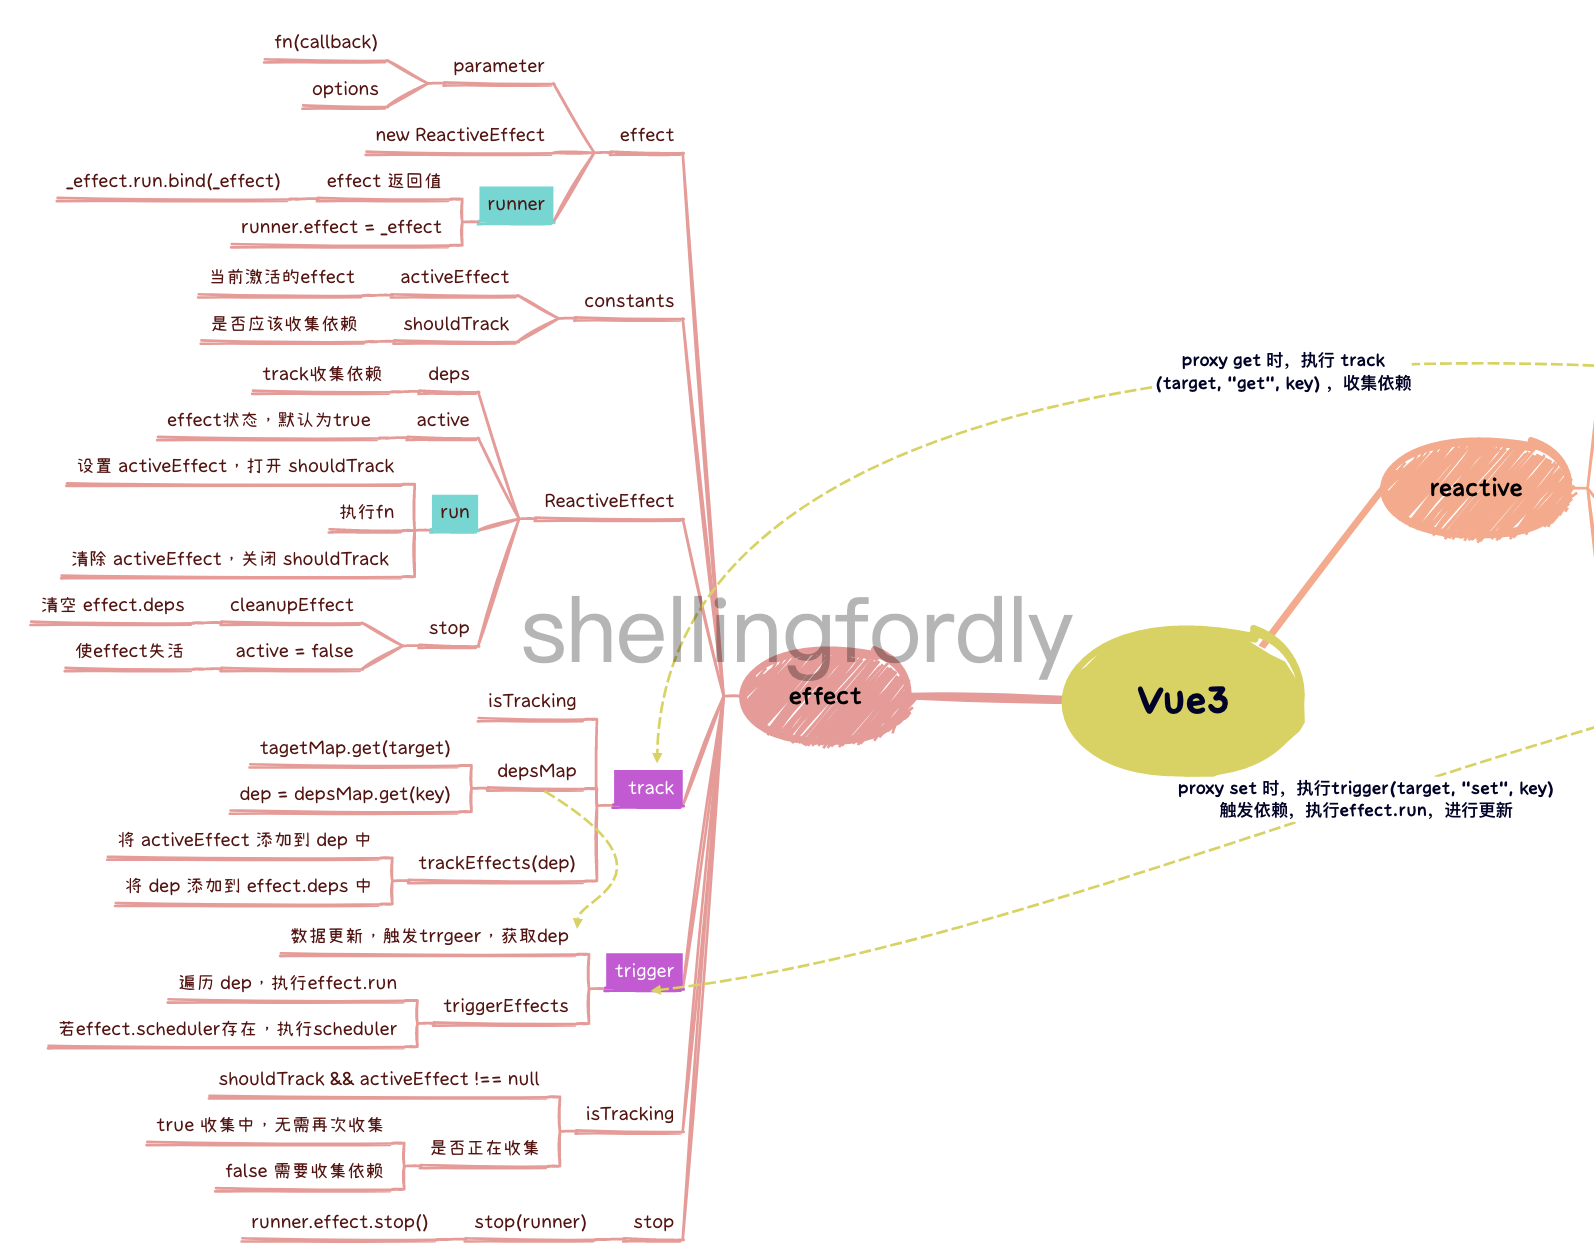 fn(callback)
parameter
options
new ReactiveEffect
effect
_effect.run.bind(_effect)
effect 返回值
runner
runner.effect = _effect
当前激活的effect
activeEffect
constants
是否应该收集依赖
shouldTrack
track收集依赖
deps
effect状态，默认为true
active
设置 activeEffect，打开 shouldTrack
ReactiveEffect
执行fn
run
清除 activeEffect，关闭 shouldTrack
清空 effect.deps
cleanupEffect
stop
使effect失活
active = false
isTracking
tagetMap.get(target)
depsMap
track
dep = depsMap.get(key)
将 activeEffect 添加到 dep 中
trackEffects(dep)
将 dep 添加到 effect.deps 中
数据更新，触发trrgeer，获取dep
trigger
遍历 dep，执行effect.run
triggerEffects
若effect.scheduler存在，执行scheduler
shouldTrack && activeEffect !== null
isTracking
true 收集中，无需再次收集
是否正在收集
false 需要收集依赖
runner.effect.stop()
stop(runner)
stop
shellingfordly
effect
Vue3
reactive
proxy get 时，执行 track
(target, "get", key) ，收集依赖
proxy set 时，执行trigger(target, "set", key)
触发依赖，执行effect.run，进行更新